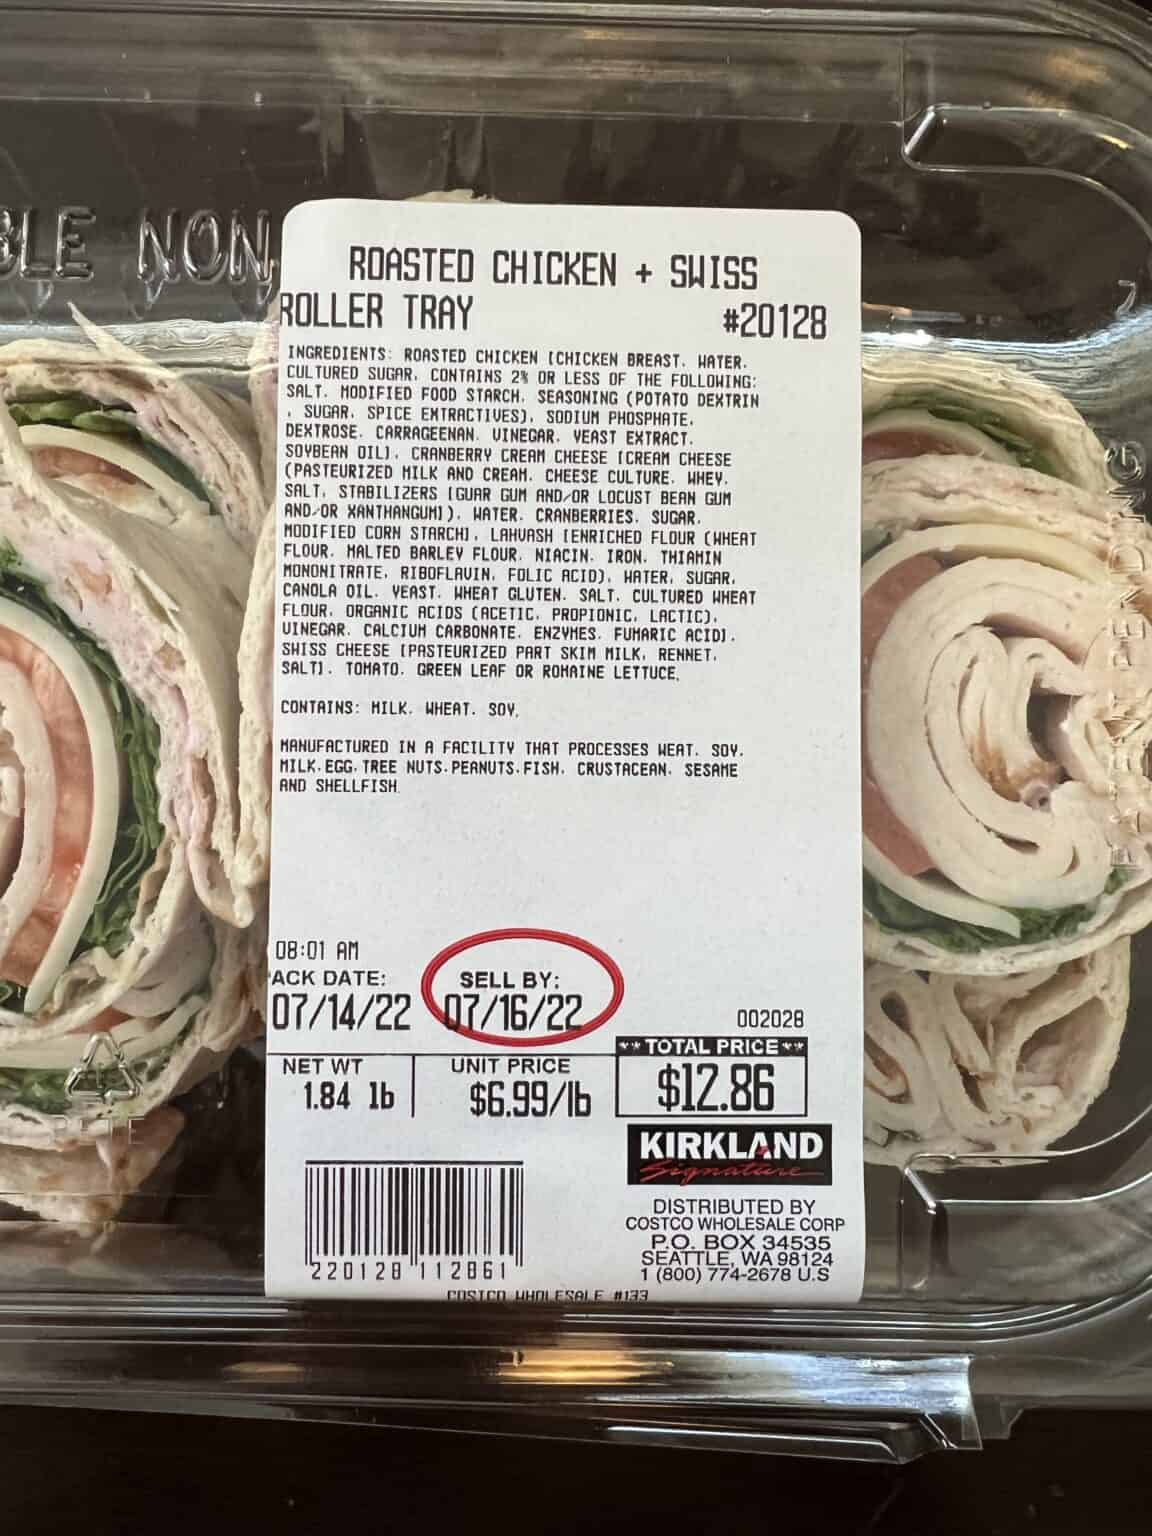 BLE NON
PENDING
ROASTED CHICKEN + SWISS
ROLLER TRAY #20128
INGREDIENTS: ROASTED CHICKEN [CHICKEN BREAST, WATER,
CULTURED SUGAR, CONTAINS 2% OR LESS OF THE FOLLOWING:
SALT, MODIFIED FOOD STARCH, SEASONING (POTATO DEXTRIN
, SUGAR, SPICE EXTRACTIVES), SODIUM PHOSPHATE,
DEXTROSE, CARRAGEENAN, VINEGAR, YEAST EXTRACT,
SOYBEAN OIL], CRANBERRY CREAM CHEESE [CREAM CHEESE
(PASTEURIZED MILK AND CREAM, CHEESE CULTURE, WHEY,
SALT, STABILIZERS [GUAR GUM AND/OR LOCUST BEAN GUM
AND/OR XANTHANGUM]), WATER, CRANBERRIES, SUGAR,
MODIFIED CORN STARCH], LAHVASH [ENRICHED FLOUR (WHEAT
FLOUR, MALTED BARLEY FLOUR, NIACIN, IRON, THIAMIN
MONONITRATE, RIBOFLAVIN, FOLIC ACID), WATER, SUGAR,
CANOLA OIL, YEAST, WHEAT GLUTEN, SALT, CULTURED WHEAT
FLOUR, ORGANIC ACIDS (ACETIC, PROPIONIC, LACTIC),
VINEGAR, CALCIUM CARBONATE, ENZYMES, FUMARIC ACID],
SWISS CHEESE [PASTEURIZED PART SKIM MILK, RENNET,
SALT], TOMATO, GREEN LEAF OR ROMAINE LETTUCE,
CONTAINS: MILK, WHEAT, SOY,
MANUFACTURED IN A FACILITY THAT PROCESSES WEAT, SOY,
MILK,EGG,TREE NUTS,PEANUTS,FISH, CRUSTACEAN, SESAME
AND SHELLFISH.
08:01 AM
ACK DATE: SELL BY:
07/14/22 07/16/22 002028
NET WT UNIT PRICE **TOTAL PRICE**
1.84 lb $6.99/lb $12.86
KIRKLAND
Signature
DISTRIBUTED BY
COSTCO WHOLESALE CORP
P.O. BOX 34535
SEATTLE, WA 98124
1 (800) 774-2678 U.S
220128 112861
COSTCO WHOLESALE #133